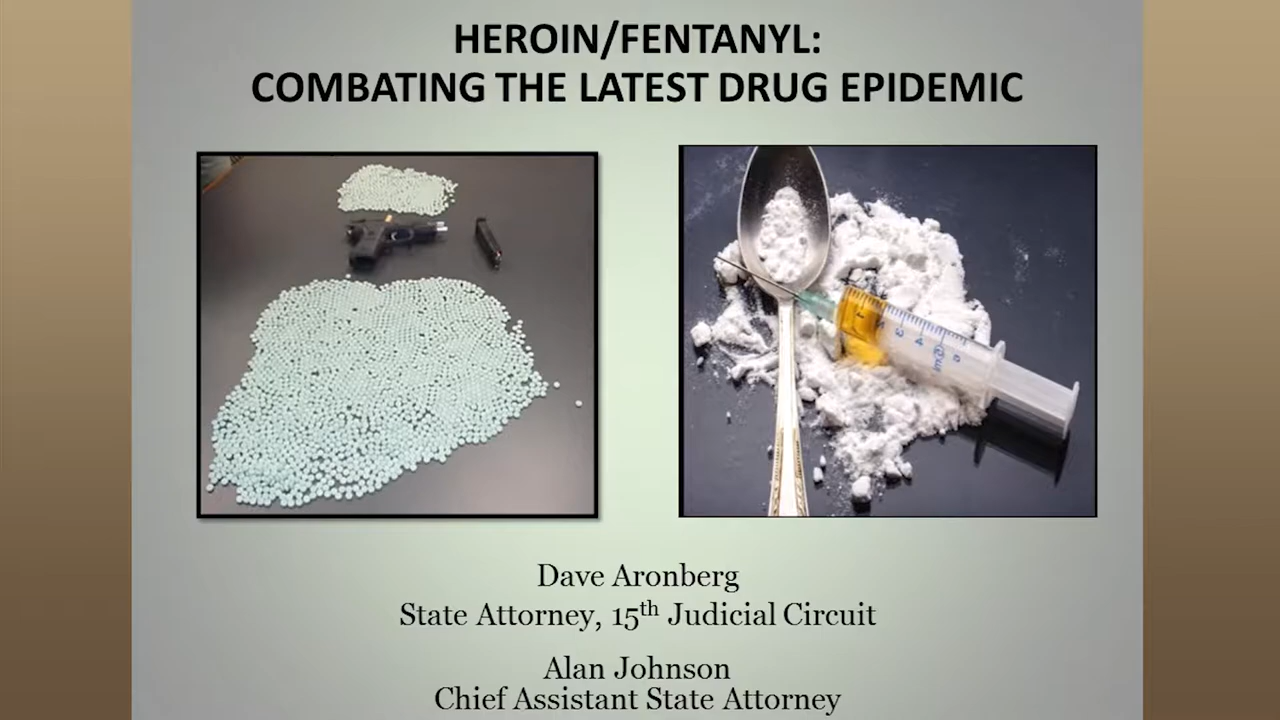 HEROIN/FENTANYL:
COMBATING THE LATEST DRUG EPIDEMIC
Dave Aronberg
State Attorney, 15th Judicial Circuit
Alan Johnson
Chief Assistant State Attorney